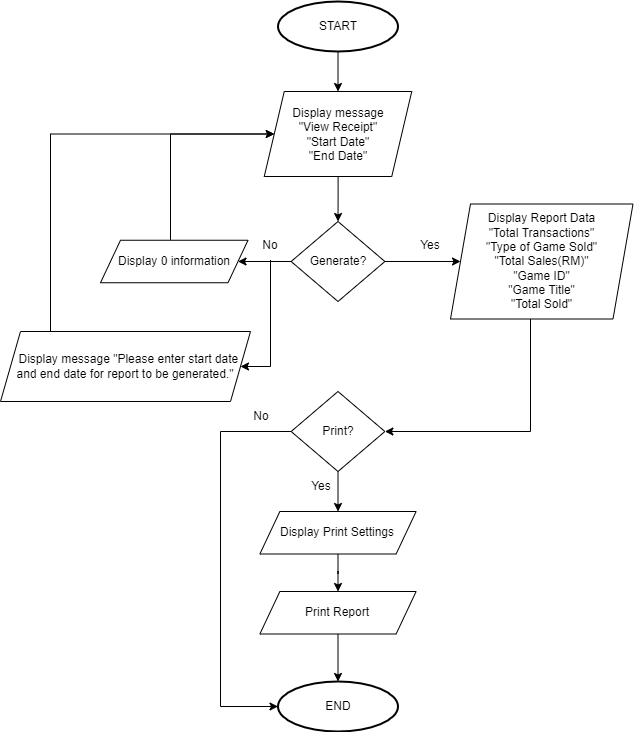 START
Display message
"View Receipt"
"Start Date"
"End Date"
No
Generate?
Yes
Display 0 information
Display Report Data
"Total Transactions"
"Type of Game Sold"
"Total Sales(RM)"
"Game ID"
"Game Title"
"Total Sold"
Display message "Please enter start date
and end date for report to be generated."
No
Print?
Yes
Display Print Settings
Print Report
END